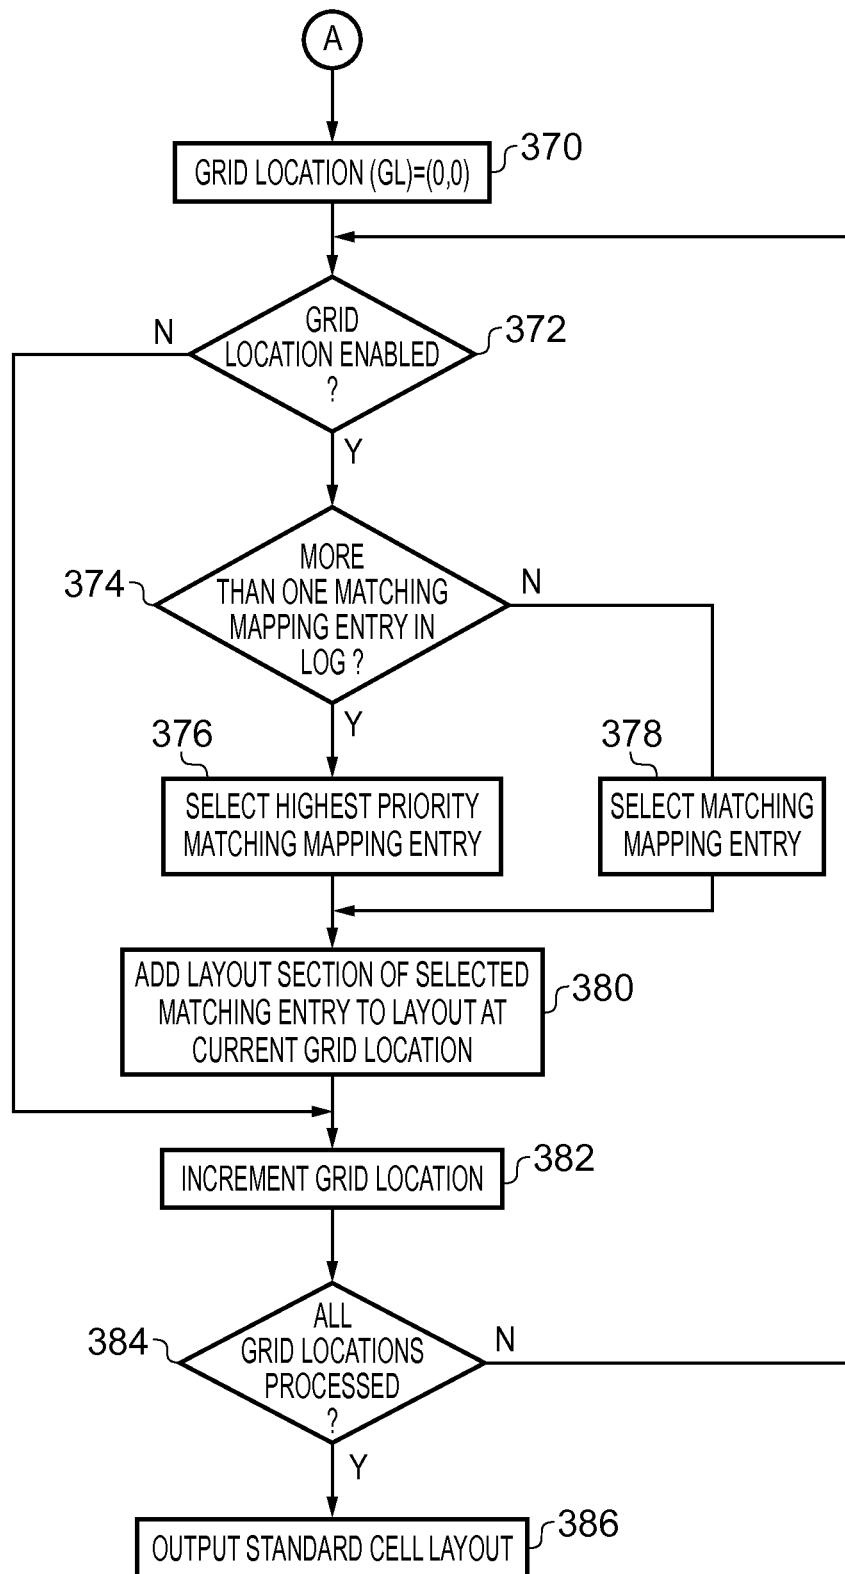 A
370
GRID LOCATION (GL)=(0,0)
N
GRID
LOCATION ENABLED
?
372
Y
374
MORE
THAN ONE MATCHING
MAPPING ENTRY IN
LOG ?
N
Y
376
378
SELECT HIGHEST PRIORITY
MATCHING MAPPING ENTRY
SELECT MATCHING
MAPPING ENTRY
ADD LAYOUT SECTION OF SELECTED
MATCHING ENTRY TO LAYOUT AT
CURRENT GRID LOCATION
380
382
INCREMENT GRID LOCATION
384
ALL
GRID LOCATIONS
PROCESSED
?
N
Y
386
OUTPUT STANDARD CELL LAYOUT